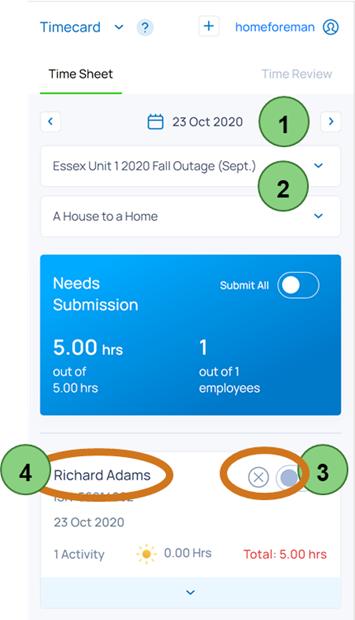 Timecard ? + homeforeman
Time Sheet Time Review
23 Oct 2020 1
Essex Unit 1 2020 Fall Outage (Sept.)
2
A House to a Home
Needs Submit All
Submission
5.00 hrs 1
out of out of 1
5.00 hrs employees
4 Richard Adams 3
23 Oct 2020
1 Activity 0.00 Hrs Total: 5.00 hrs